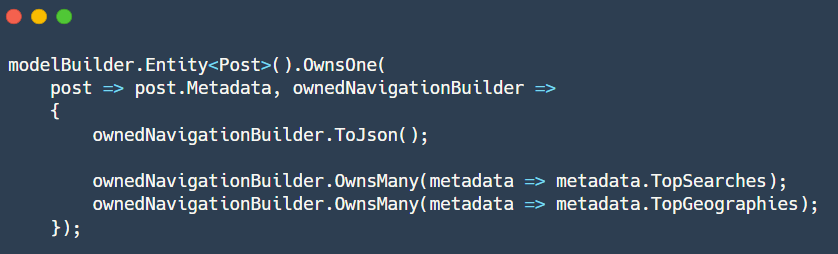 modelBuilder.Entity<Post>().OwnsOne(
    post => post.Metadata, ownedNavigationBuilder =>
    {
        ownedNavigationBuilder.ToJson();

        ownedNavigationBuilder.OwnsMany(metadata => metadata.TopSearches);
        ownedNavigationBuilder.OwnsMany(metadata => metadata.TopGeographies);
    });